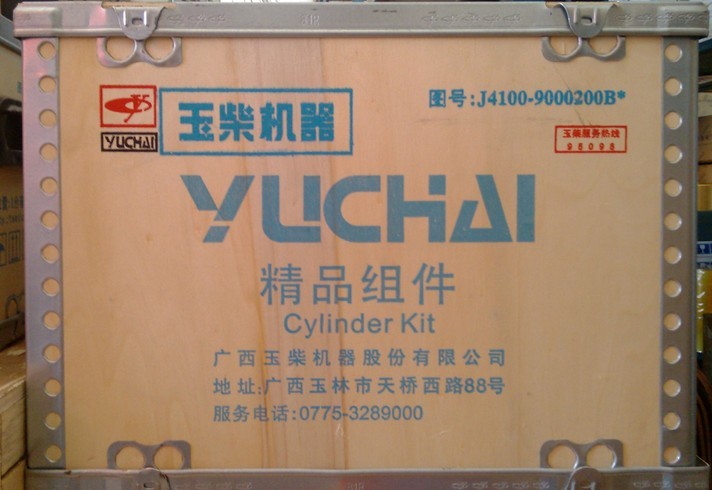 玉柴机器
图号:J4100-9000200B*
YUCHAI
玉柴服务热线
95098
YUCHAI
精品组件
Cylinder Kit
广西玉柴机器股份有限公司
地址:广西玉林市天桥西路88号
服务电话:0775-3289000